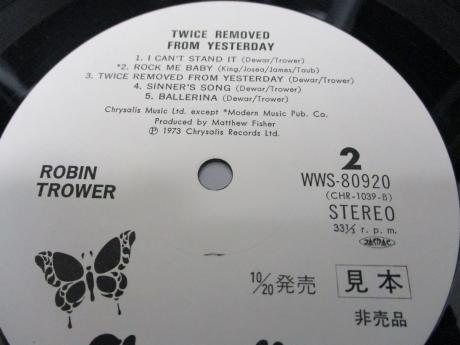 TWICE REMOVED
FROM YESTERDAY
1. I CAN'T STAND IT (Dewar/Trower)
*2. ROCK ME BABY (King/Josea/James/Taub)
3. TWICE REMOVED FROM YESTERDAY (Dewar/Trower)
4. SINNER'S SONG (Dewar/Trower)
5. BALLERINA (Dewar/Trower)
Chrysalis Music Ltd. except *Modern Music Pub. Co.
Produced by Matthew Fisher
Ⓟ 1973 Chrysalis Records Ltd.
ROBIN
TROWER
2
WWS-80920
(CHR-1039-B)
STEREO
33⅓ r. p. m.
JASRAC
10/20発売
見本
非売品